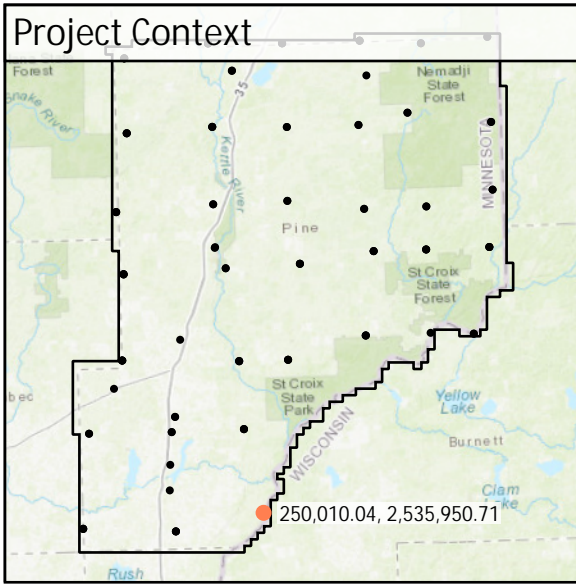 Project Context
Forest
Nemadji
State
Forest
Snake River
35
MINNESOTA
Kettle River
Pine
St Croix
State
Forest
St Croix
State
Park
bec
Yellow
Lake
WISCONSIN
Burnett
Clam
Lake
250,010.04, 2,535,950.71
Rush